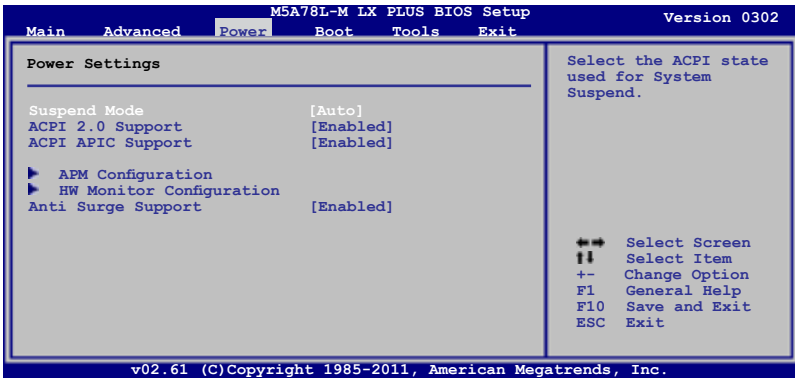 M5A78L-M LX PLUS BIOS Setup
Version 0302
Main Advanced Power Boot Tools Exit
Power Settings
Suspend Mode [Auto]
ACPI 2.0 Support [Enabled]
ACPI APIC Support [Enabled]
APM Configuration
HW Monitor Configuration
Anti Surge Support [Enabled]
Select the ACPI state
used for System
Suspend.
Select Screen
Select Item
+- Change Option
F1 General Help
F10 Save and Exit
ESC Exit
v02.61 (C)Copyright 1985-2011, American Megatrends, Inc.